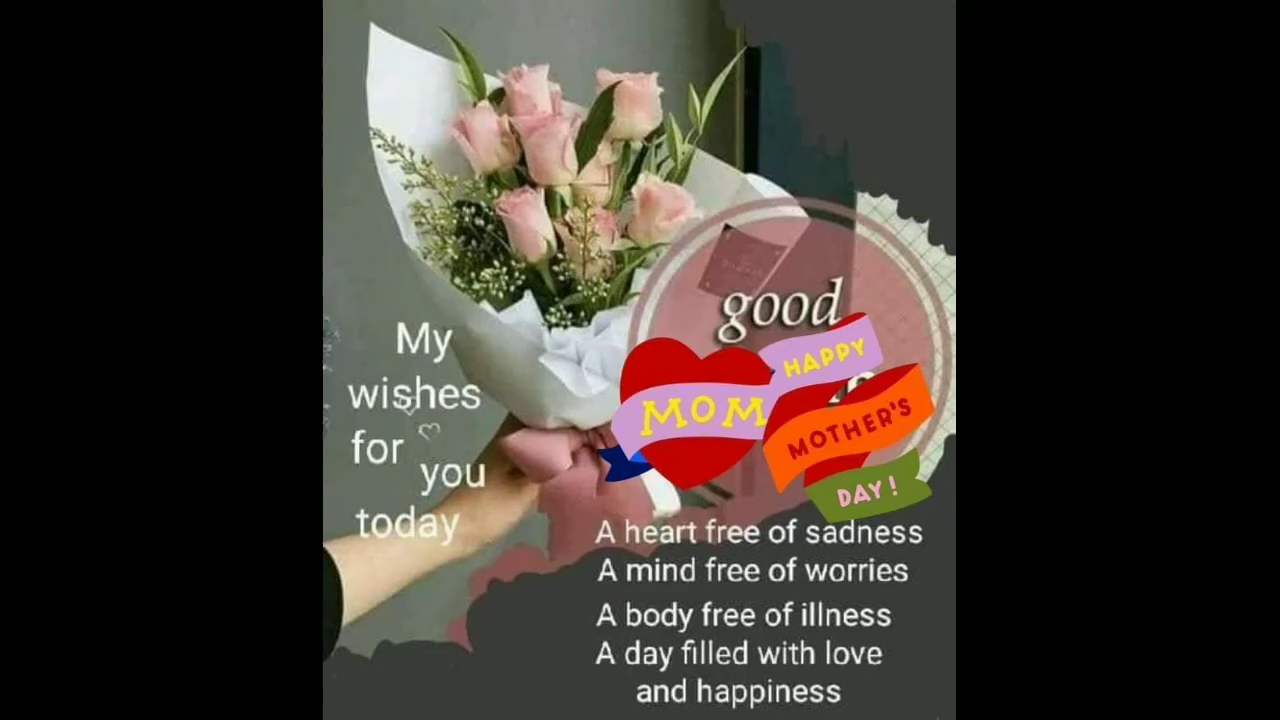 good
HAPPY
MOM
MOTHER'S
DAY!
My
wishes
for
you
today
A heart free of sadness
A mind free of worries
A body free of illness
A day filled with love
and happiness